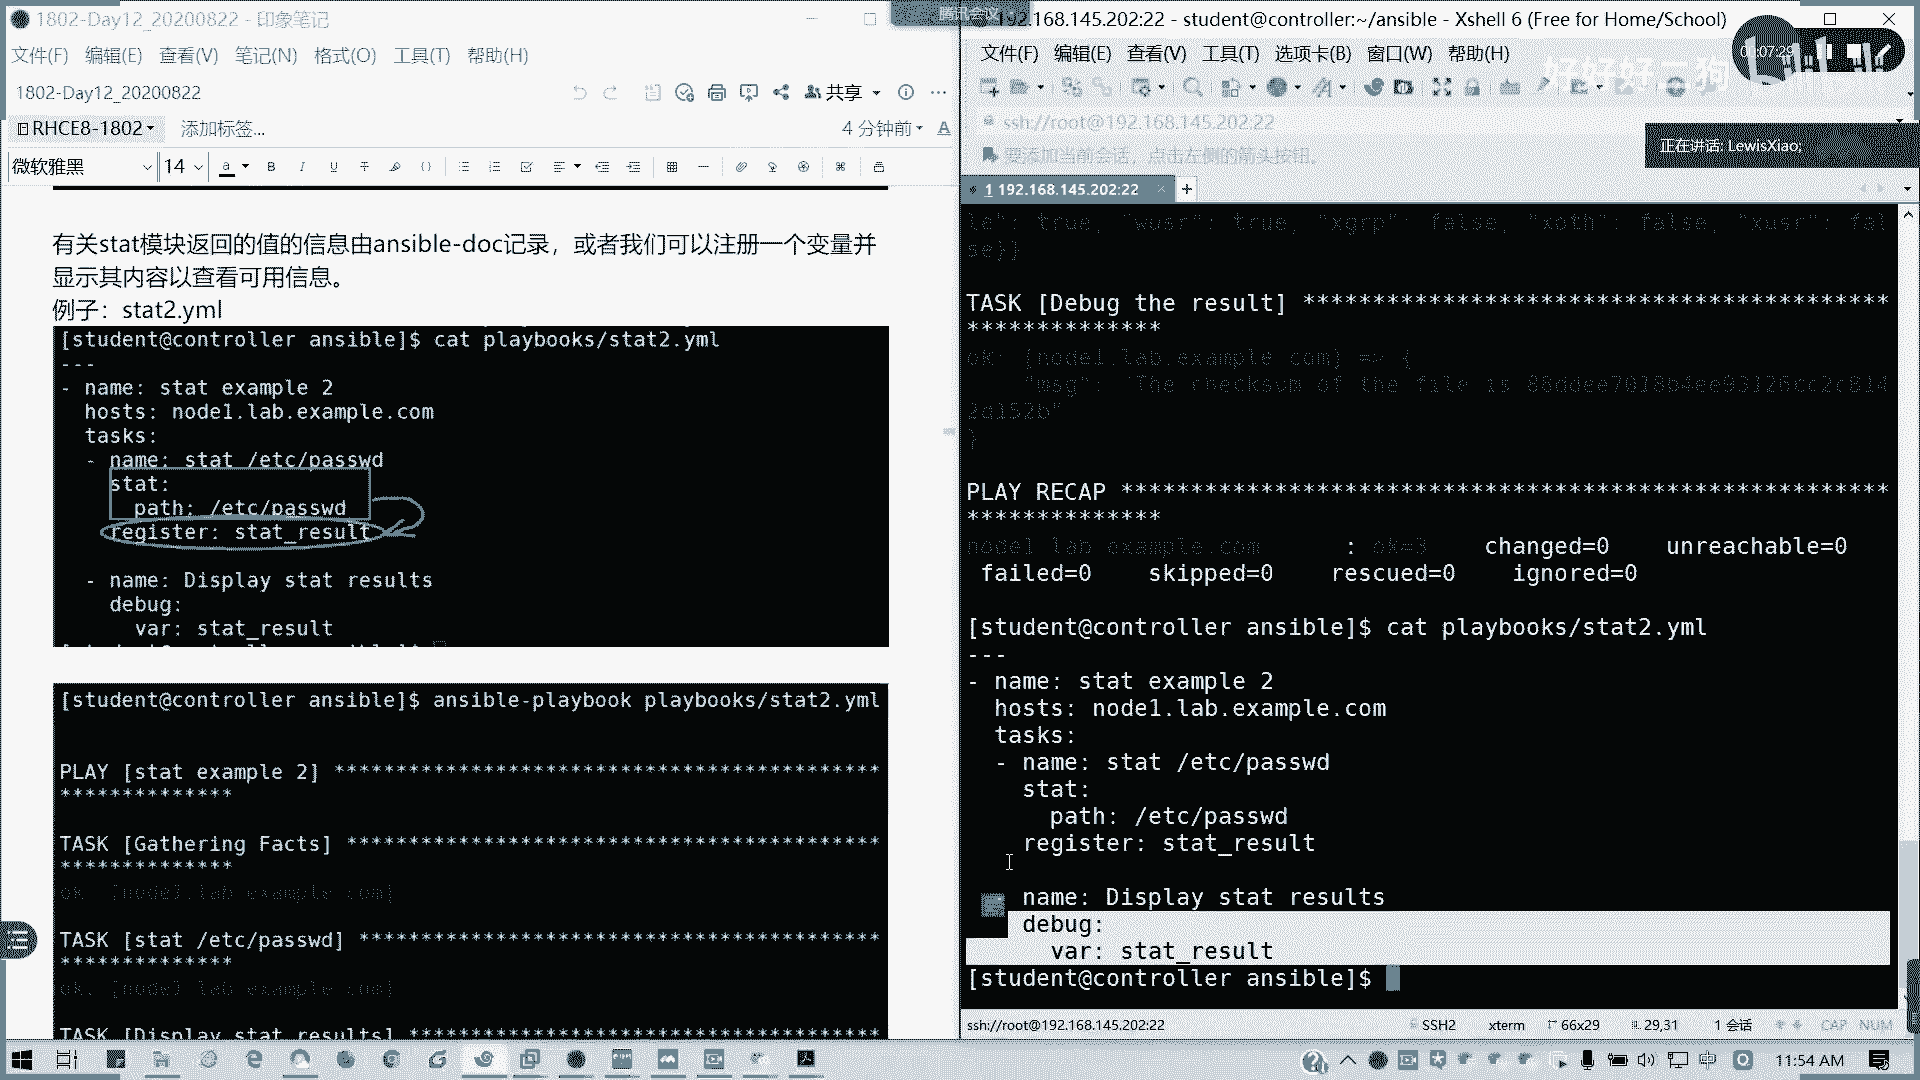 1802-Day12_20200822 - 印象笔记
文件(F) 编辑(E) 查看(V) 笔记(N) 格式(O) 工具(T) 帮助(H)
1802-Day12_20200822
共享
RHCE8-1802
添加标签...
4 分钟前
微软雅黑
14
有关stat模块返回的值的信息由ansible-doc记录，或者我们可以注册一个变量并
显示其内容以查看可用信息。
例子：stat2.yml
[student@controller ansible]$ cat playbooks/stat2.yml
---
- name: stat example 2
hosts: node1.lab.example.com
tasks:
- name: stat /etc/passwd
stat:
path: /etc/passwd
register: stat_result
- name: Display stat results
debug:
var: stat_result
[student@controller ansible]$ ansible-playbook playbooks/stat2.yml
PLAY [stat example 2] ********************************************
**************
TASK [Gathering Facts] *******************************************
**************
ok: [node1.lab.example.com]
TASK [stat /etc/passwd] ******************************************
**************
ok: [node1.lab.example.com]
TASK [Display stat results] **************************************
腾讯会议
192.168.145.202:22 - student@controller:~/ansible - Xshell 6 (Free for Home/School)
文件(F) 编辑(E) 查看(V) 工具(T) 选项卡(B) 窗口(W) 帮助(H)
07:29
好好好二狗
ssh://root@192.168.145.202:22
要添加当前会话，点击左侧的箭头按钮。
正在讲话: LewisXiao;
1 192.168.145.202:22
le": true, "wusr": true, "xgrp": false, "xoth": false, "xusr": fal
se}}
TASK [Debug the result] ******************************************
**************
ok: [node1.lab.example.com] => {
"msg": "The checksum of the file is
}
PLAY RECAP *******************************************************
**************
node1.lab.example.com : ok=3 changed=0 unreachable=0
failed=0 skipped=0 rescued=0 ignored=0
[student@controller ansible]$ cat playbooks/stat2.yml
---
- name: stat example 2
hosts: node1.lab.example.com
tasks:
- name: stat /etc/passwd
stat:
path: /etc/passwd
register: stat_result
name: Display stat results
debug:
var: stat_result
[student@controller ansible]$
ssh://root@192.168.145.202:22
SSH2
xterm
66x29
29,31
1 会话
CAP NUM
中
11:54 AM